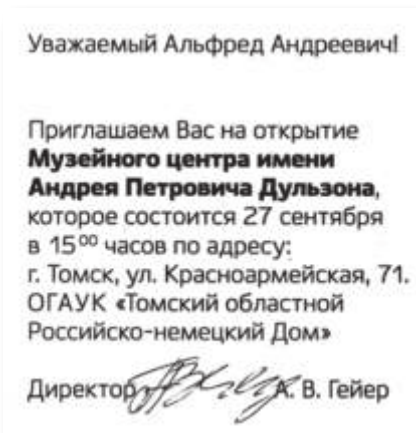 Уважаемый Альфред Андреевич!
Приглашаем Вас на открытие
Музейного центра имени
Андрея Петровича Дульзона,
которое состоится 27 сентября
в 15⁰⁰ часов по адресу:
г. Томск, ул. Красноармейская, 71.
ОГАУК «Томский областной
Российско-немецкий Дом»
Директор А. В. Гейер